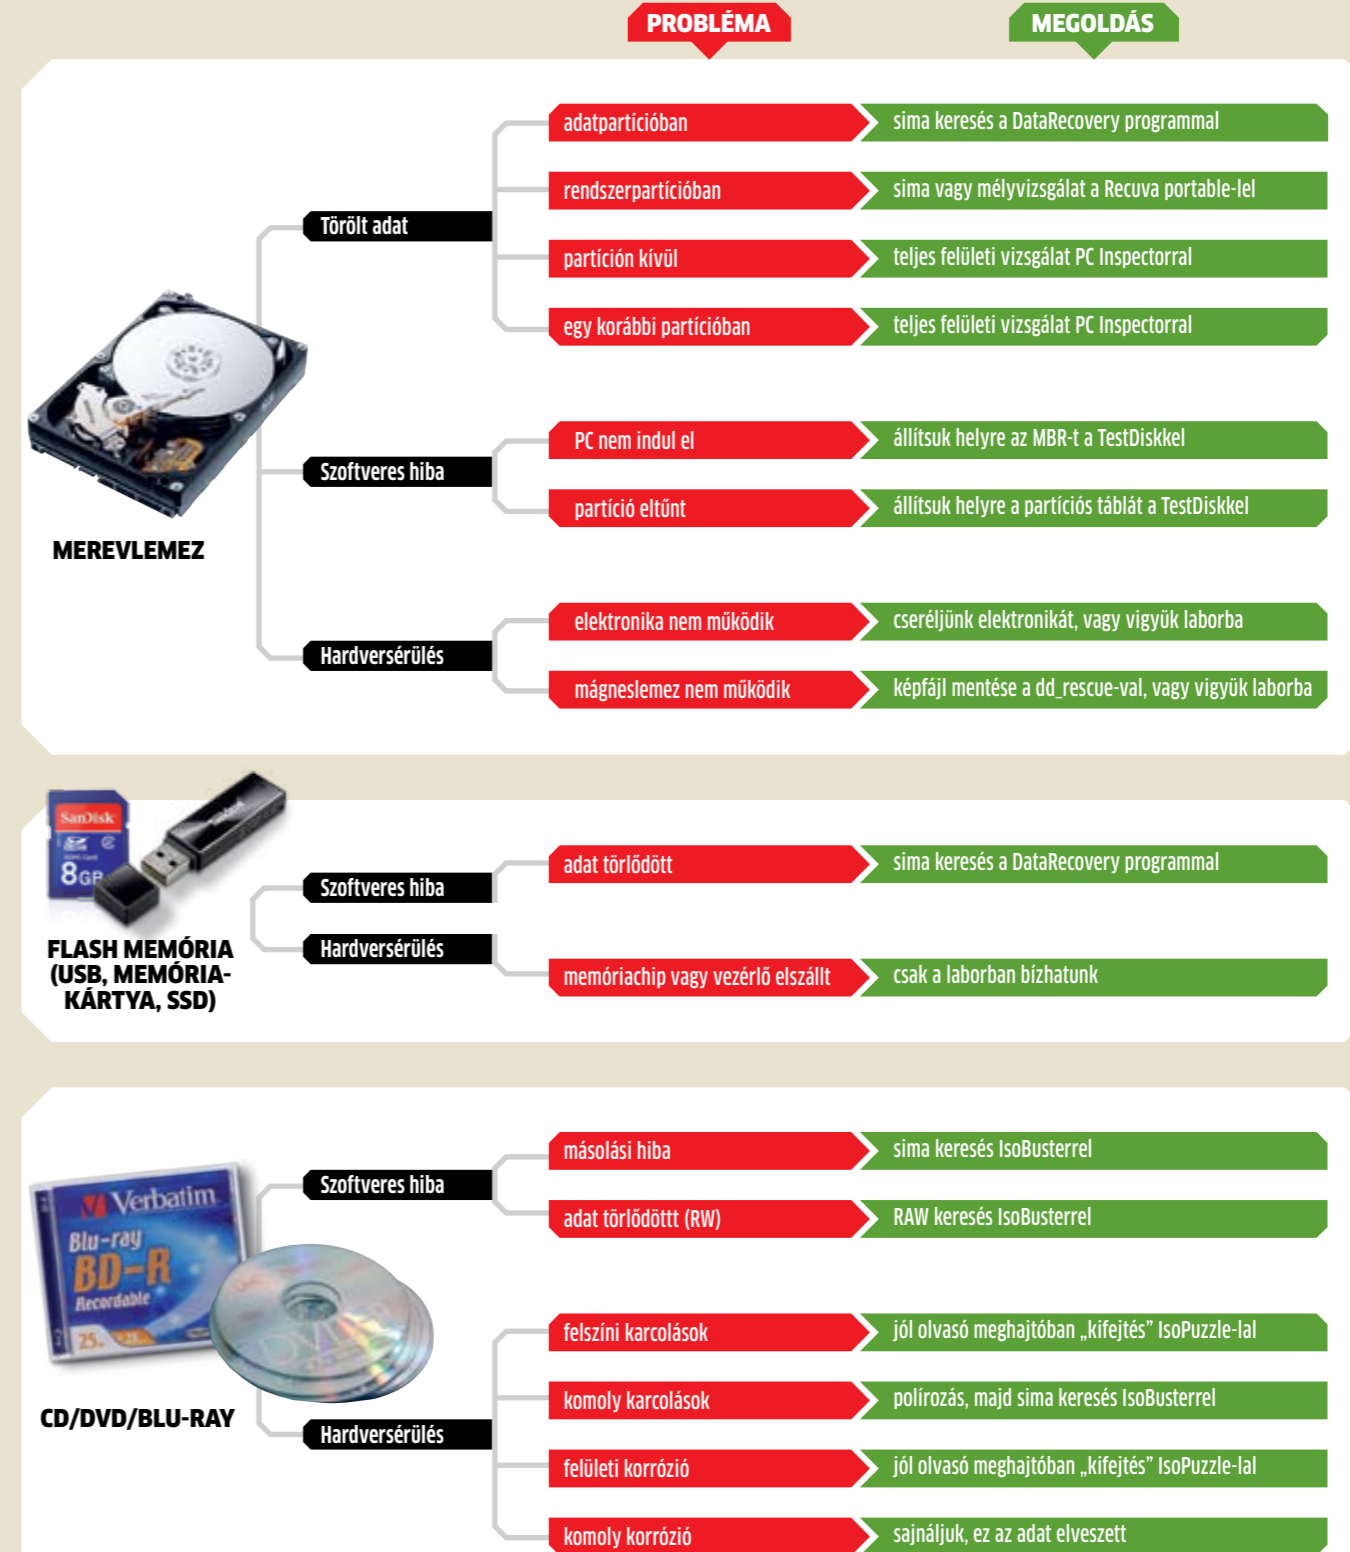 PROBLÉMA
MEGOLDÁS
Törölt adat
adatpartícióban
sima keresés a DataRecovery programmal
rendszerpartícióban
sima vagy mélyvizsgálat a Recuva portable-lel
partíción kívül
teljes felületi vizsgálat PC Inspectorral
egy korábbi partícióban
teljes felületi vizsgálat PC Inspectorral
MEREVLEMEZ
Szoftveres hiba
PC nem indul el
állítsuk helyre az MBR-t a TestDiskkel
partíció eltűnt
állítsuk helyre a partíciós táblát a TestDiskkel
Hardversérülés
elektronika nem működik
cseréljünk elektronikát, vagy vigyük laborba
mágneslemez nem működik
képfájl mentése a dd_rescue-val, vagy vigyük laborba
SanDisk
8GB
FLASH MEMÓRIA
(USB, MEMÓRIA-
KÁRTYA, SSD)
Szoftveres hiba
adat törlődött
sima keresés a DataRecovery programmal
Hardversérülés
memóriachip vagy vezérlő elszállt
csak a laborban bízhatunk
Verbatim
Blu-ray
BD-R
Recordable
CD/DVD/BLU-RAY
Szoftveres hiba
másolási hiba
sima keresés IsoBusterrel
adat törlődöttt (RW)
RAW keresés IsoBusterrel
Hardversérülés
felszíni karcolások
jól olvasó meghajtóban „kifejtés” IsoPuzzle-lal
komoly karcolások
polírozás, majd sima keresés IsoBusterrel
felületi korrózió
jól olvasó meghajtóban „kifejtés” IsoPuzzle-lal
komoly korrózió
sajnáljuk, ez az adat elveszett